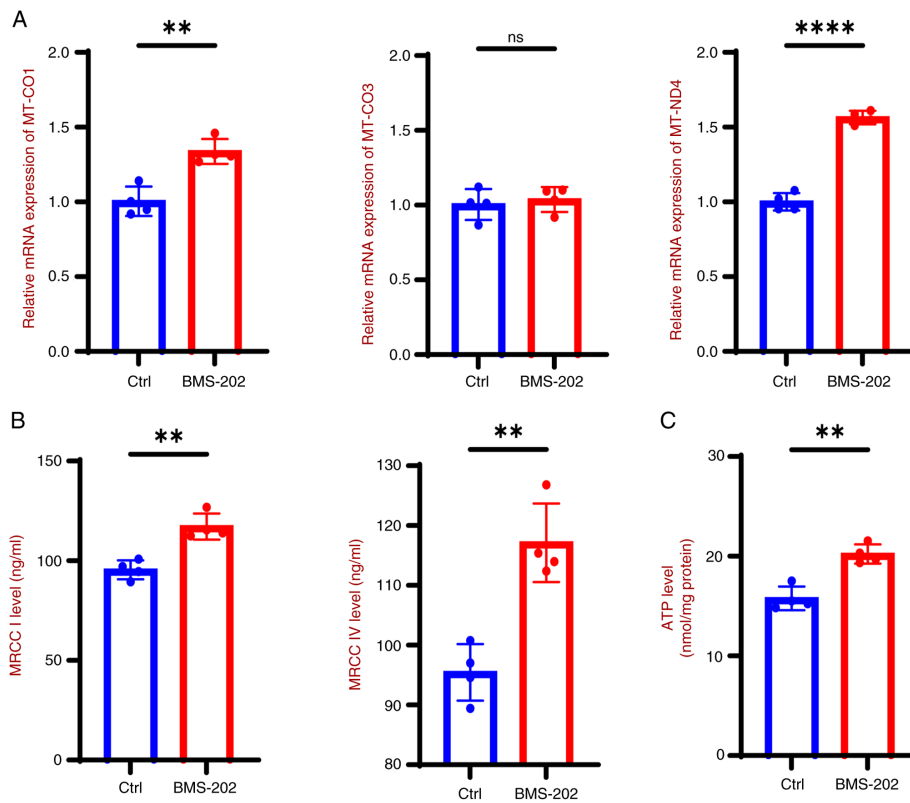 A
Relative mRNA expression of MT-CO1
2.0
1.5
1.0
0.5
0.0
**
Ctrl
BMS-202
Relative mRNA expression of MT-CO3
2.0
1.5
1.0
0.5
0.0
ns
Ctrl
BMS-202
Relative mRNA expression of MT-ND4
2.0
1.5
1.0
0.5
0.0
****
Ctrl
BMS-202
B
MRCC I level (ng/ml)
150
100
50
0
**
Ctrl
BMS-202
MRCC IV level (ng/ml)
130
120
110
100
90
80
**
Ctrl
BMS-202
C
ATP level
(nmol/mg protein)
30
20
10
0
**
Ctrl
BMS-202